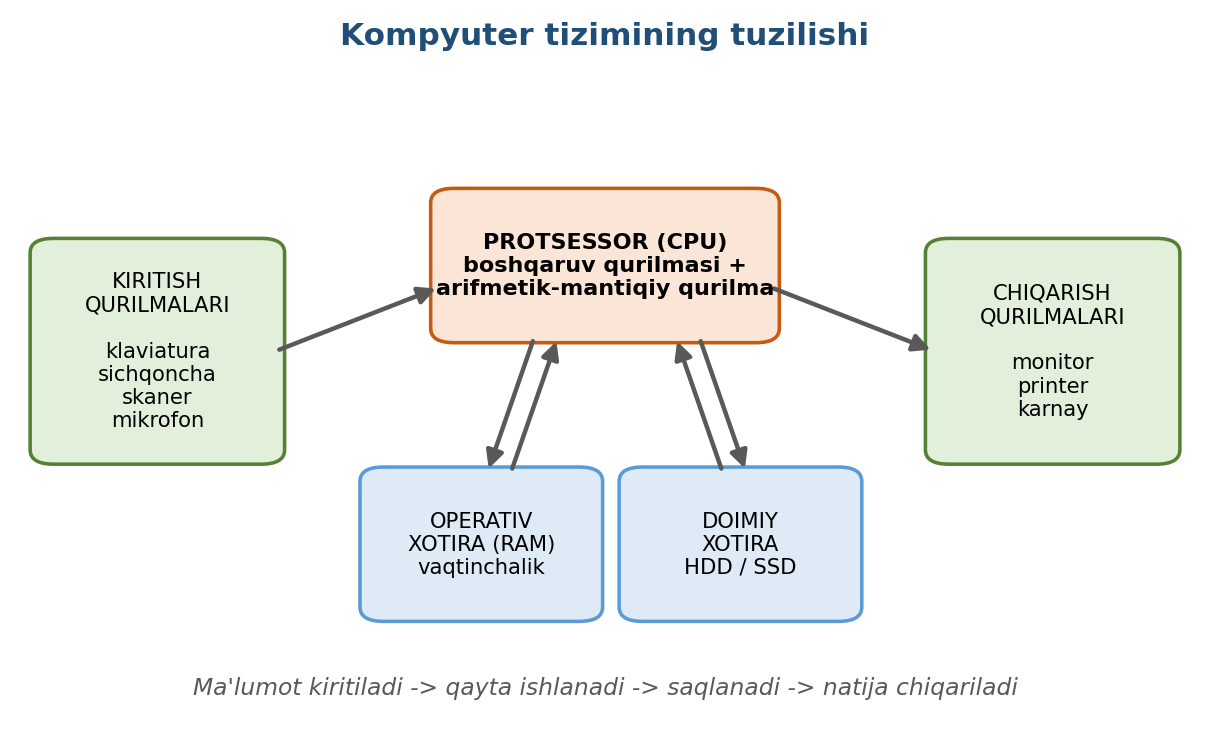 Kompyuter tizimining tuzilishi
PROTSESSOR (CPU)
boshqaruv qurilmasi +
arifmetik-mantiqiy qurilma
KIRITISH
QURILMALARI
klaviatura
sichqoncha
skaner
mikrofon
CHIQARISH
QURILMALARI
monitor
printer
karnay
OPERATIV
XOTIRA (RAM)
vaqtinchalik
DOIMIY
XOTIRA
HDD / SSD
Ma'lumot kiritiladi -> qayta ishlanadi -> saqlanadi -> natija chiqariladi